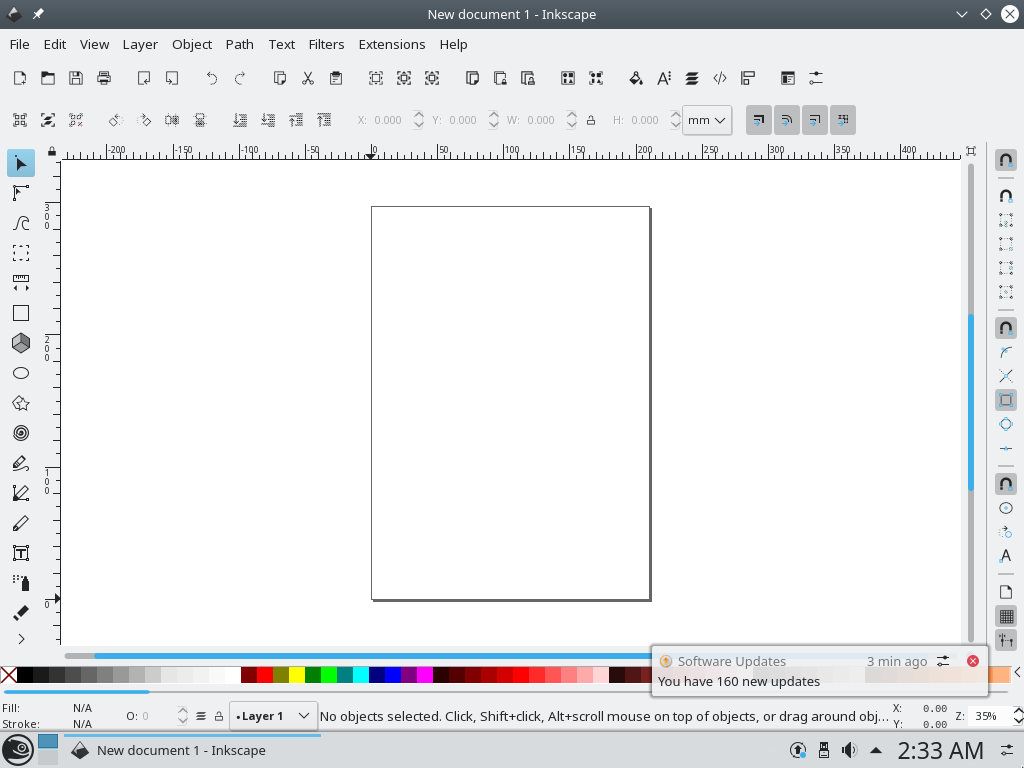 New document 1 - Inkscape
File Edit View Layer Object Path Text Filters Extensions Help
X: 0.000 Y: 0.000 W: 0.000 H: 0.000 mm
-200 -150 -100 -50 0 50 100 150 200 250 300 350 400
300
200
100
0
Software Updates 3 min ago
You have 160 new updates
Fill: N/A
Stroke: N/A
O: 0
Layer 1
No objects selected. Click, Shift+click, Alt+scroll mouse on top of objects, or drag around obj…
X: 0.00
Y: 0.00
Z: 35%
New document 1 - Inkscape
2:33 AM